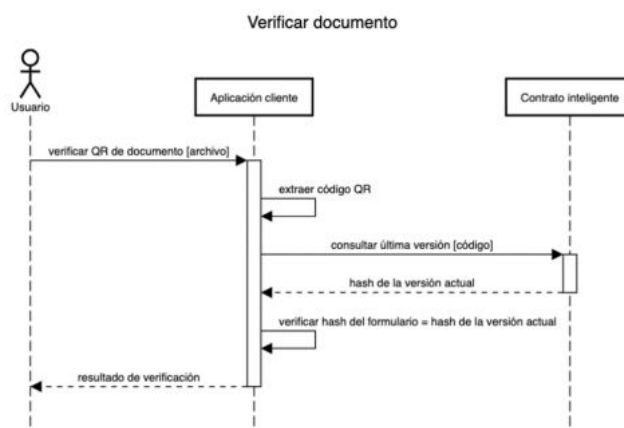 Verificar documento
Usuario
Aplicación cliente
Contrato inteligente
verificar QR de documento [archivo]
extraer código QR
consultar última versión [código]
hash de la versión actual
verificar hash del formulario = hash de la versión actual
resultado de verificación